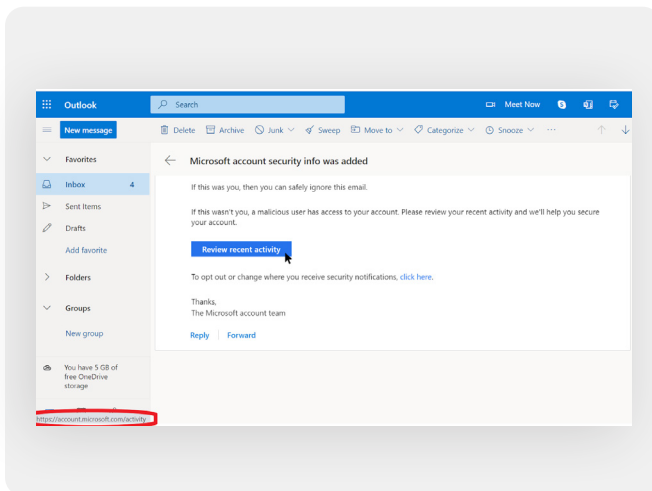 Outlook
Search
Meet Now
New message
Delete
Archive
Junk
Sweep
Move to
Categorize
Snooze
Favorites
Microsoft account security info was added
Inbox 4
If this was you, then you can safely ignore this email.
Sent Items
If this wasn't you, a malicious user has access to your account. Please review your recent activity and we'll help you secure
your account.
Drafts
Add favorite
Review recent activity
Folders
To opt out or change where you receive security notifications, click here.
Groups
Thanks,
The Microsoft account team
New group
Reply
Forward
You have 5 GB of
free OneDrive
storage
https://account.microsoft.com/activity